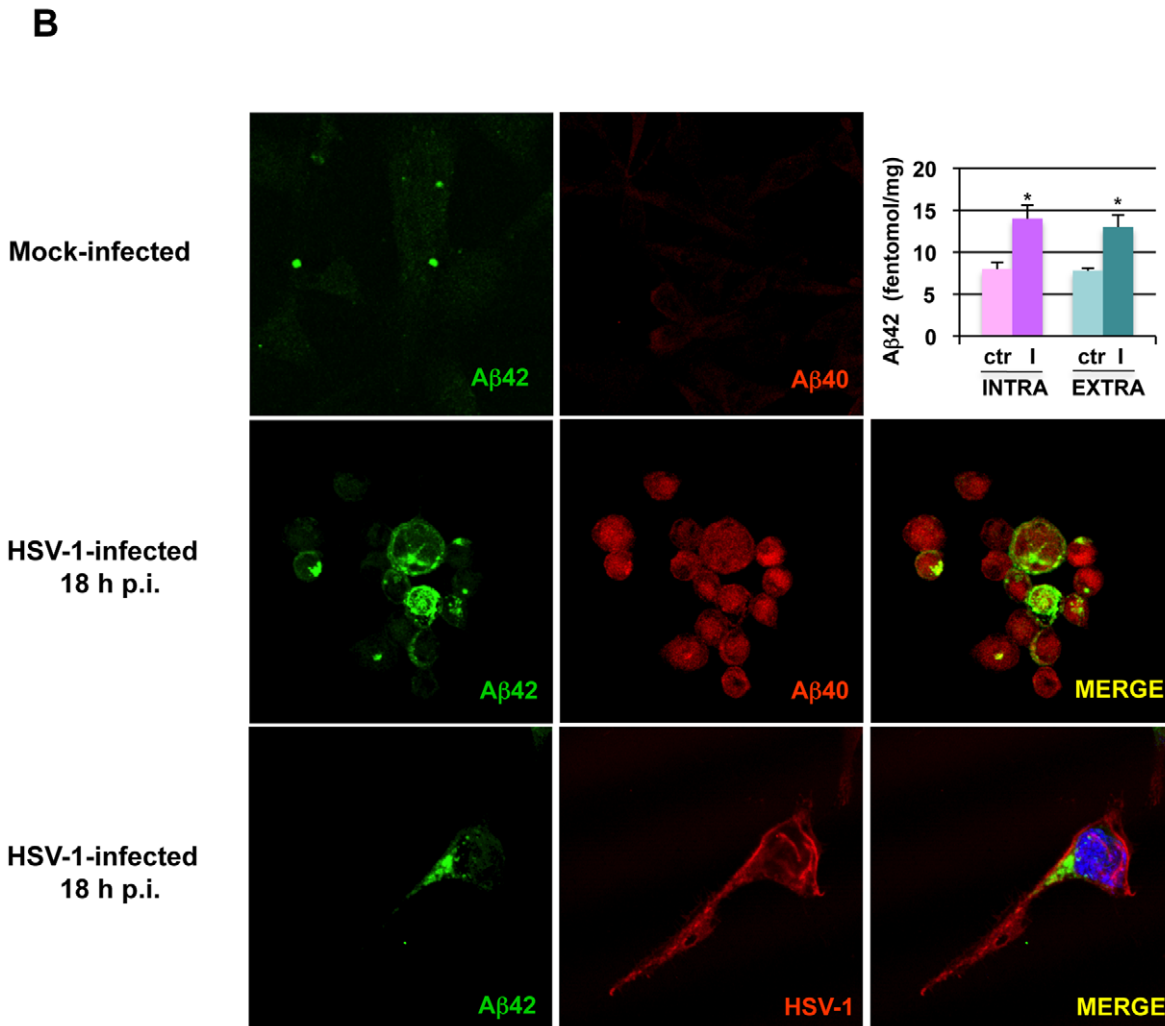 B
Mock-infected
Aβ42
Aβ40
Aβ42 (fentomol/mg)
20
15
10
5
0
*
*
ctr I
ctr I
INTRA
EXTRA
HSV-1-infected
18 h p.i.
Aβ42
Aβ40
MERGE
HSV-1-infected
18 h p.i.
Aβ42
HSV-1
MERGE